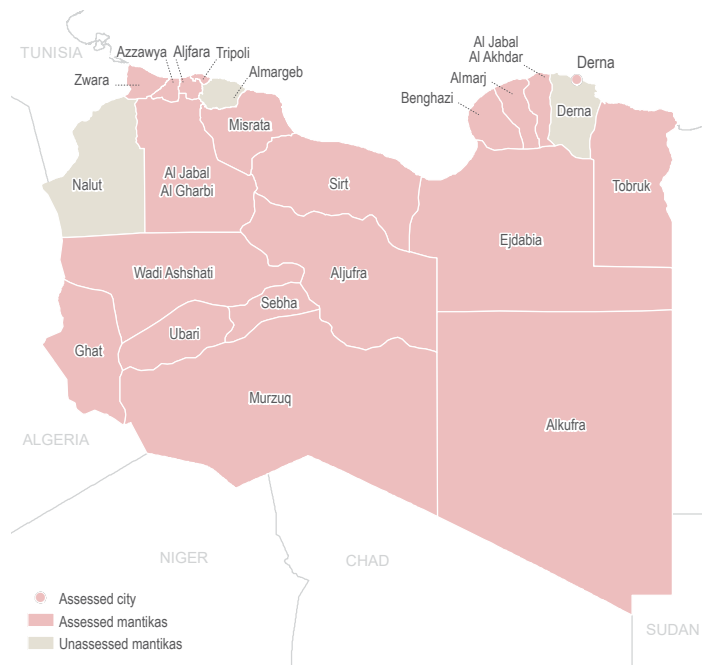 TUNISIA
Azzawya
Aljfara
Tripoli
Zwara
Almargeb
Al Jabal
Al Akhdar
Derna
Almarj
Benghazi
Derna
Misrata
Nalut
Al Jabal
Al Gharbi
Sirt
Tobruk
Ejdabia
Wadi Ashshati
Aljufra
Sebha
Ubari
Ghat
Murzuq
Alkufra
ALGERIA
NIGER
CHAD
SUDAN
Assessed city
Assessed mantikas
Unassessed mantikas